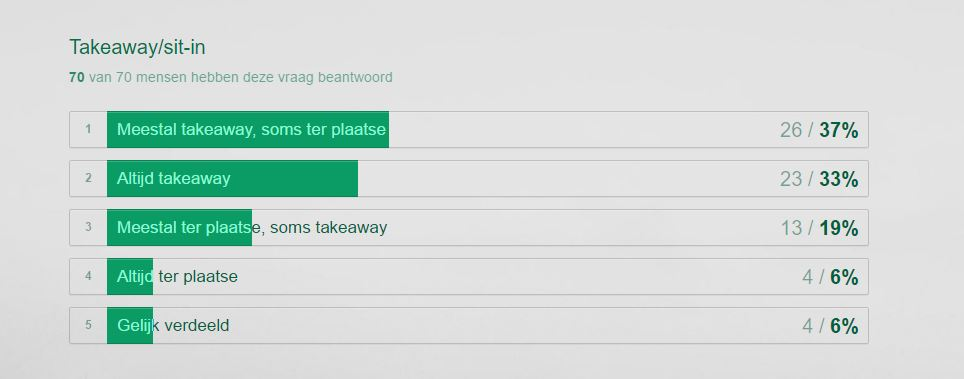 Takeaway/sit-in
70 van 70 mensen hebben deze vraag beantwoord
1 Meestal takeaway, soms ter plaatse 26 / 37%
2 Altijd takeaway 23 / 33%
3 Meestal ter plaatse, soms takeaway 13 / 19%
4 Altijd ter plaatse 4 / 6%
5 Gelijk verdeeld 4 / 6%